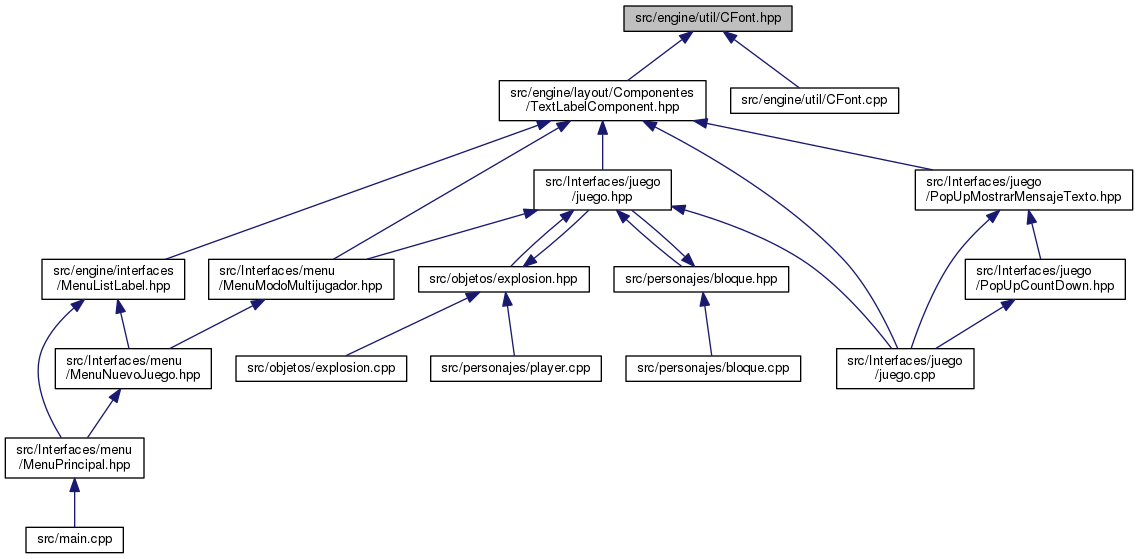 src/engine/util/CFont.hpp
src/engine/layout/Componentes
/TextLabelComponent.hpp
src/engine/util/CFont.cpp
src/Interfaces/juego
/juego.hpp
src/Interfaces/juego
/PopUpMostrarMensajeTexto.hpp
src/engine/interfaces
/MenuListLabel.hpp
src/Interfaces/menu
/MenuModoMultijugador.hpp
src/objetos/explosion.hpp
src/personajes/bloque.hpp
src/Interfaces/juego
/PopUpCountDown.hpp
src/Interfaces/menu
/MenuNuevoJuego.hpp
src/objetos/explosion.cpp
src/personajes/player.cpp
src/personajes/bloque.cpp
src/Interfaces/juego
/juego.cpp
src/Interfaces/menu
/MenuPrincipal.hpp
src/main.cpp